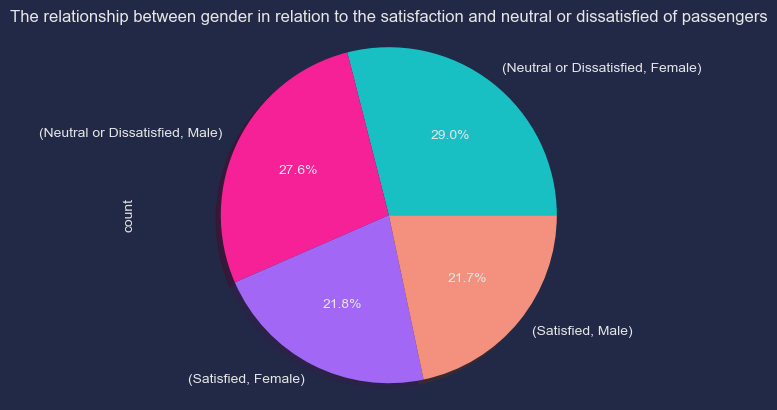 The relationship between gender in relation to the satisfaction and neutral or dissatisfied of passengers
(Neutral or Dissatisfied, Female)
(Neutral or Dissatisfied, Male)
29.0%
27.6%
count
21.7%
21.8%
(Satisfied, Male)
(Satisfied, Female)